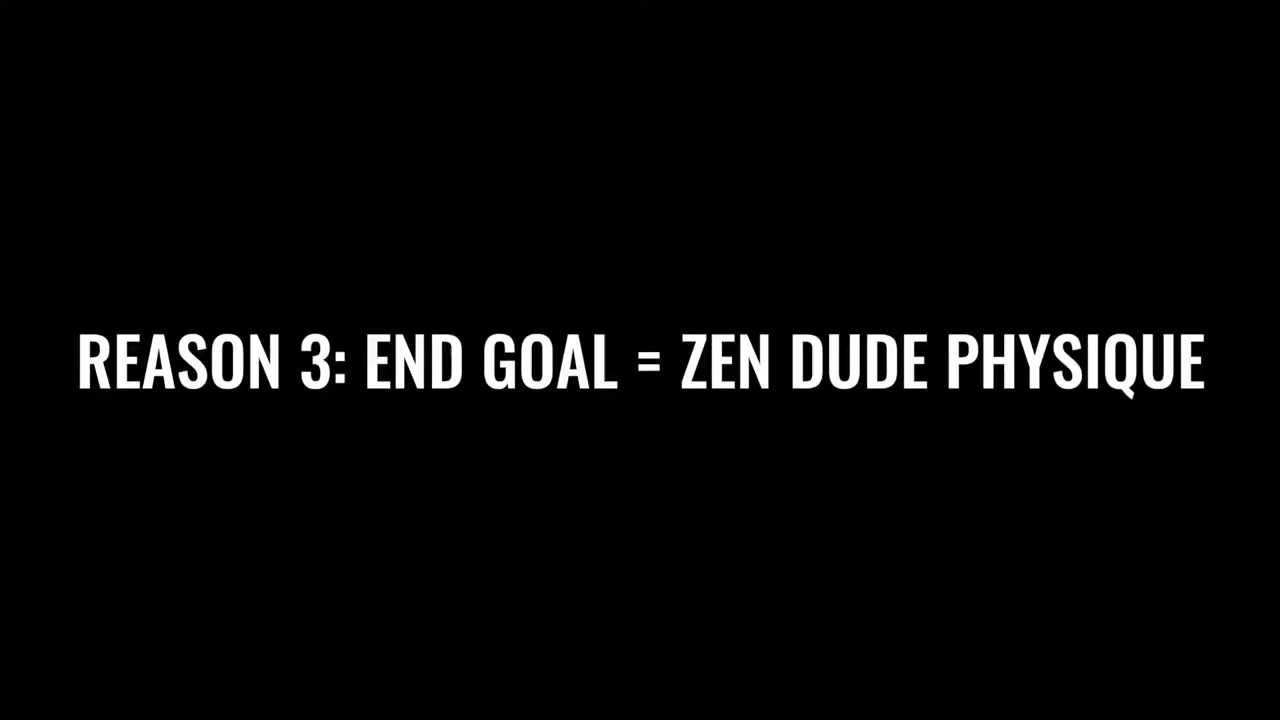 REASON 3: END GOAL = ZEN DUDE PHYSIQUE